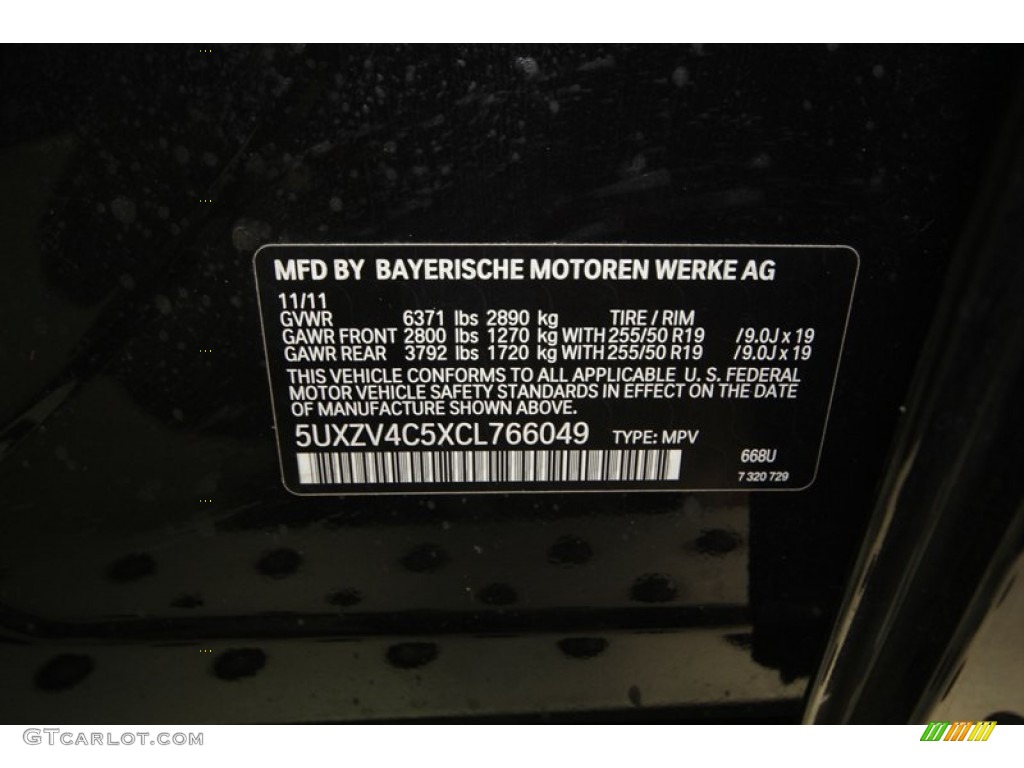 MFD BY BAYERISCHE MOTOREN WERKE AG
11/11
GVWR 6371 lbs 2890 kg TIRE / RIM
GAWR FRONT 2800 lbs 1270 kg WITH 255/50 R19 /9.0J x 19
GAWR REAR 3792 lbs 1720 kg WITH 255/50 R19 /9.0J x 19
THIS VEHICLE CONFORMS TO ALL APPLICABLE U. S. FEDERAL
MOTOR VEHICLE SAFETY STANDARDS IN EFFECT ON THE DATE
OF MANUFACTURE SHOWN ABOVE.
5UXZV4C5XCL766049 TYPE: MPV
668U
7 320 729
GTcarlot.com